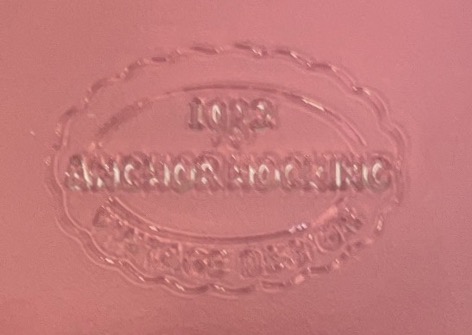 ANCHOR HOCKING
VINTAGE DESIGN